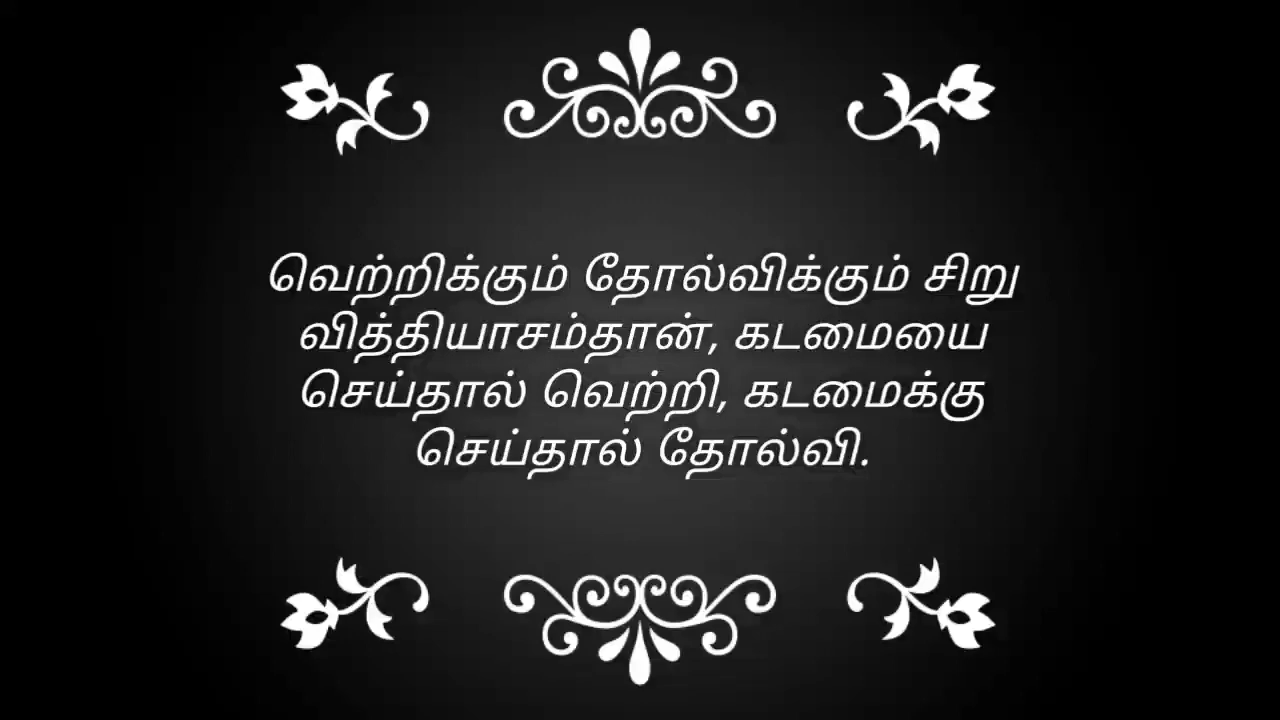 வெற்றிக்கும் தோல்விக்கும் சிறு
வித்தியாசம்தான், கடமையை
செய்தால் வெற்றி, கடமைக்கு
செய்தால் தோல்வி.